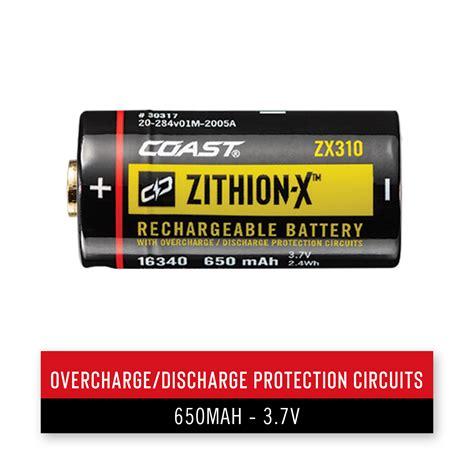 # 30317
20-284v01M-2005A
COAST® ZX310
+ ZITHION-X™ -
RECHARGEABLE BATTERY
WITH OVERCHARGE / DISCHARGE PROTECTION CIRCUITS
16340 650 mAh 3.7V
2.4Wh
OVERCHARGE/DISCHARGE PROTECTION CIRCUITS
650MAH - 3.7V